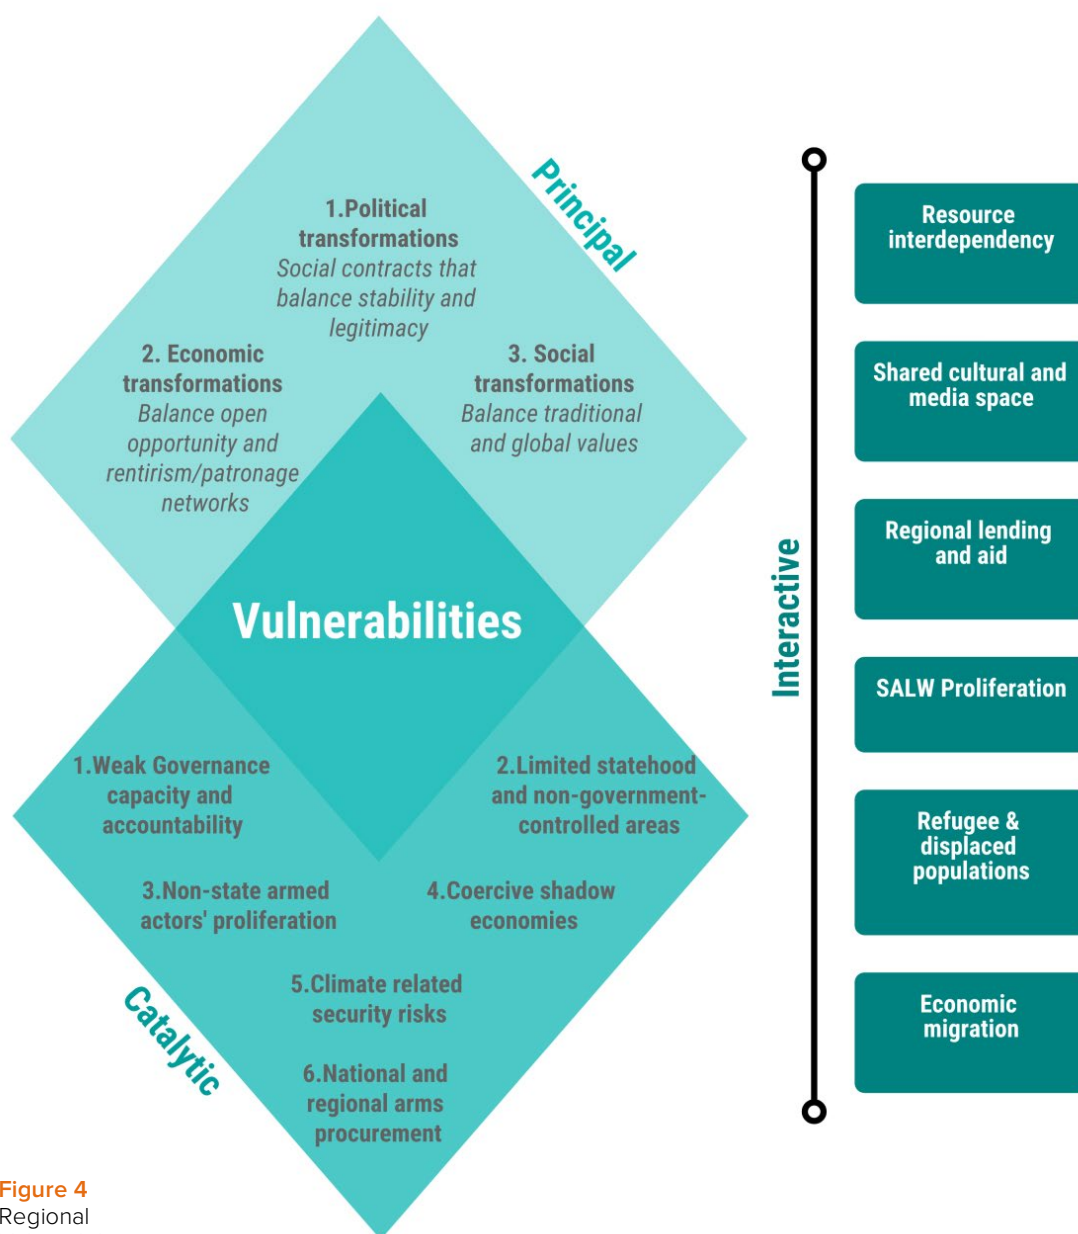 Principal
1.Political
transformations
Social contracts that
balance stability and
legitimacy
2. Economic
transformations
Balance open
opportunity and
rentirism/patronage
networks
3. Social
transformations
Balance traditional
and global values
Vulnerabilities
1.Weak Governance
capacity and
accountability
2.Limited statehood
and non-government-
controlled areas
3.Non-state armed
actors' proliferation
4.Coercive shadow
economies
5.Climate related
security risks
6.National and
regional arms
procurement
Catalytic
Interactive
Resource
interdependency
Shared cultural and
media space
Regional lending
and aid
SALW Proliferation
Refugee &
displaced
populations
Economic
migration
Figure 4
Regional